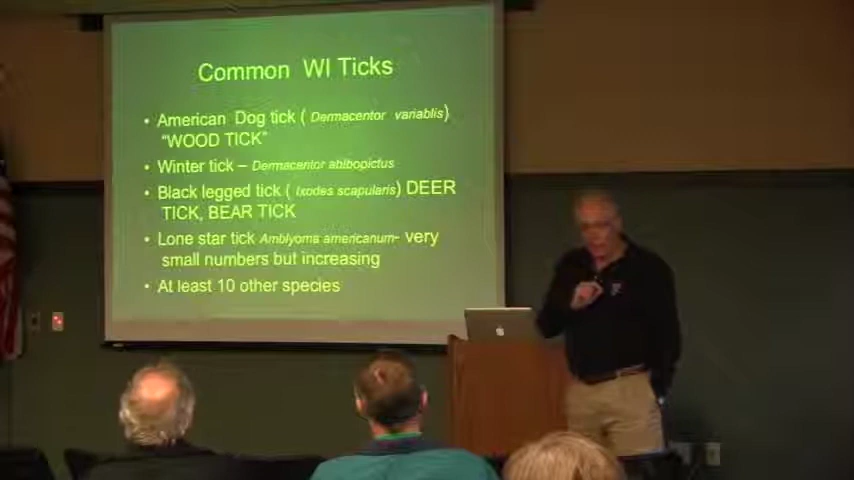 Common WI Ticks
• American Dog tick ( Dermacentor variablis)
"WOOD TICK"
• Winter tick – Dermacentor ablbopictus
• Black legged tick ( Ixodes scapularis) DEER
TICK, BEAR TICK
• Lone star tick Amblyoma americanum- very
small numbers but increasing
• At least 10 other species